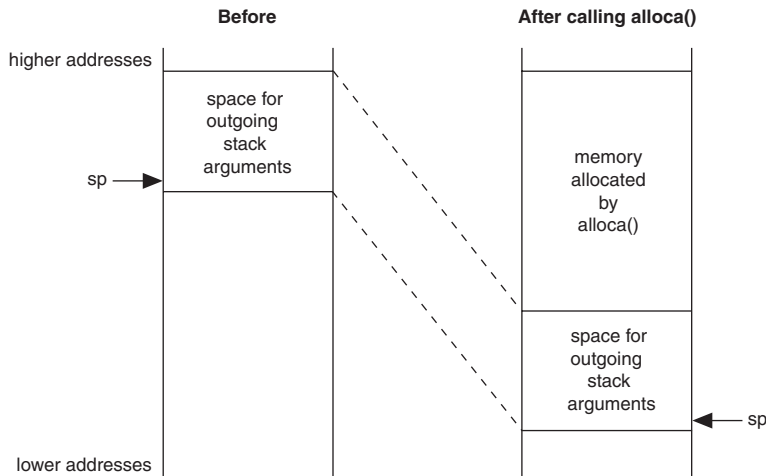 Before
After calling alloca()
higher addresses
space for
outgoing
stack
arguments
sp
memory
allocated
by
alloca()
space for
outgoing
stack
arguments
sp
lower addresses